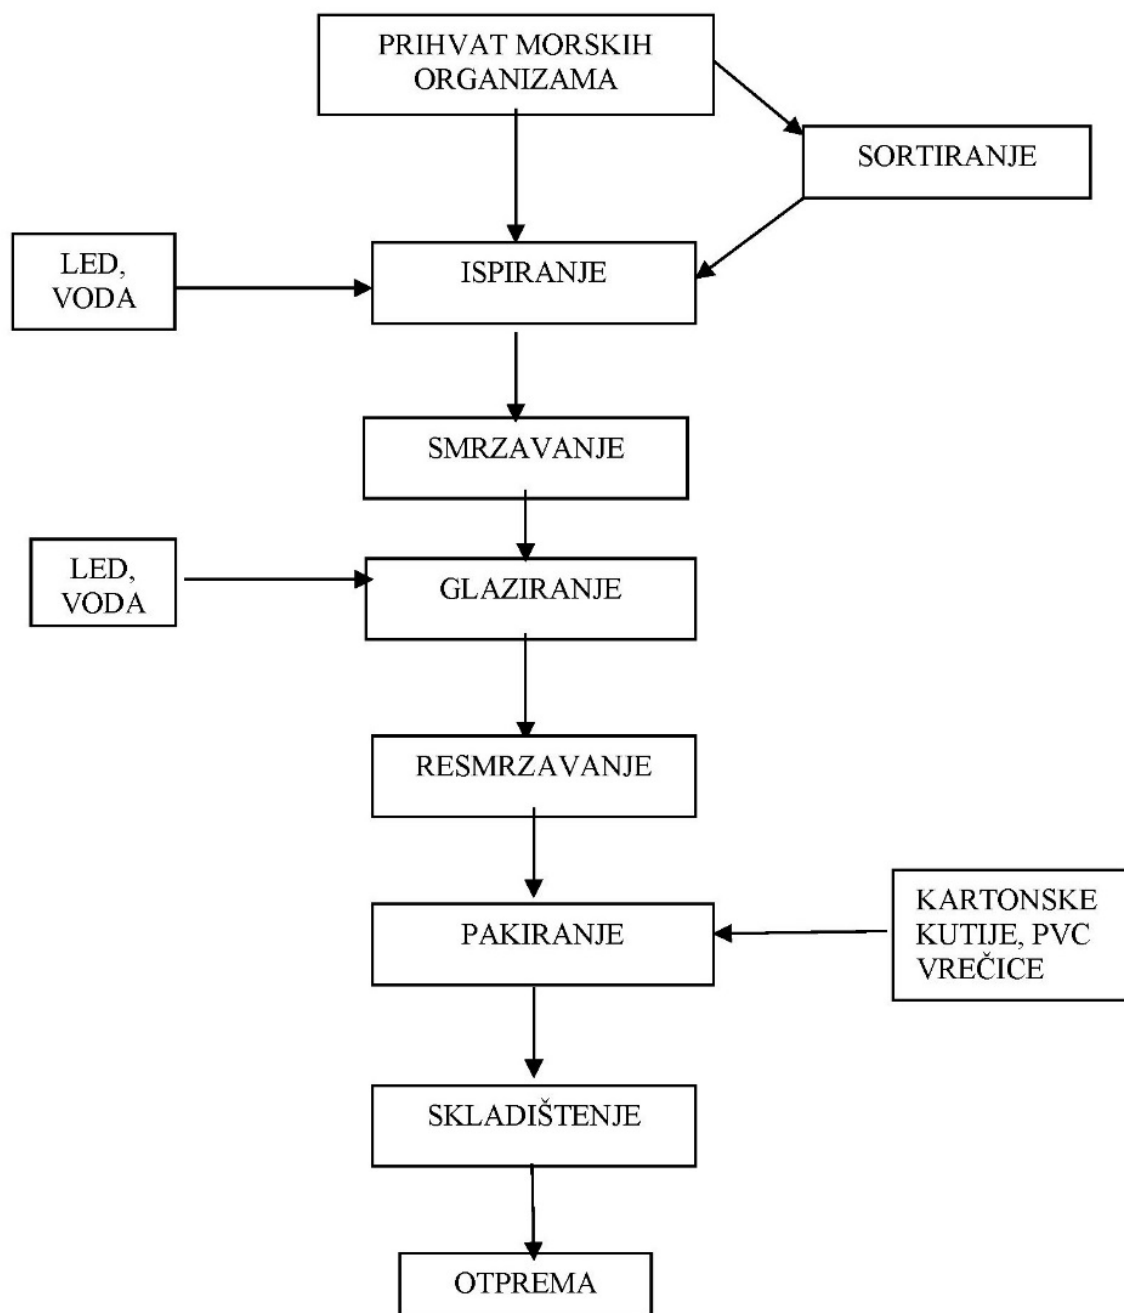 PRIHVAT MORSKIH
ORGANIZAMA
SORTIRANJE
LED,
VODA
ISPIRANJE
SMRZAVANJE
LED,
VODA
GLAZIRANJE
RESMRZAVANJE
PAKIRANJE
KARTONSKE
KUTIJE, PVC
VREČICE
SKLADIŠTENJE
OTPREMA